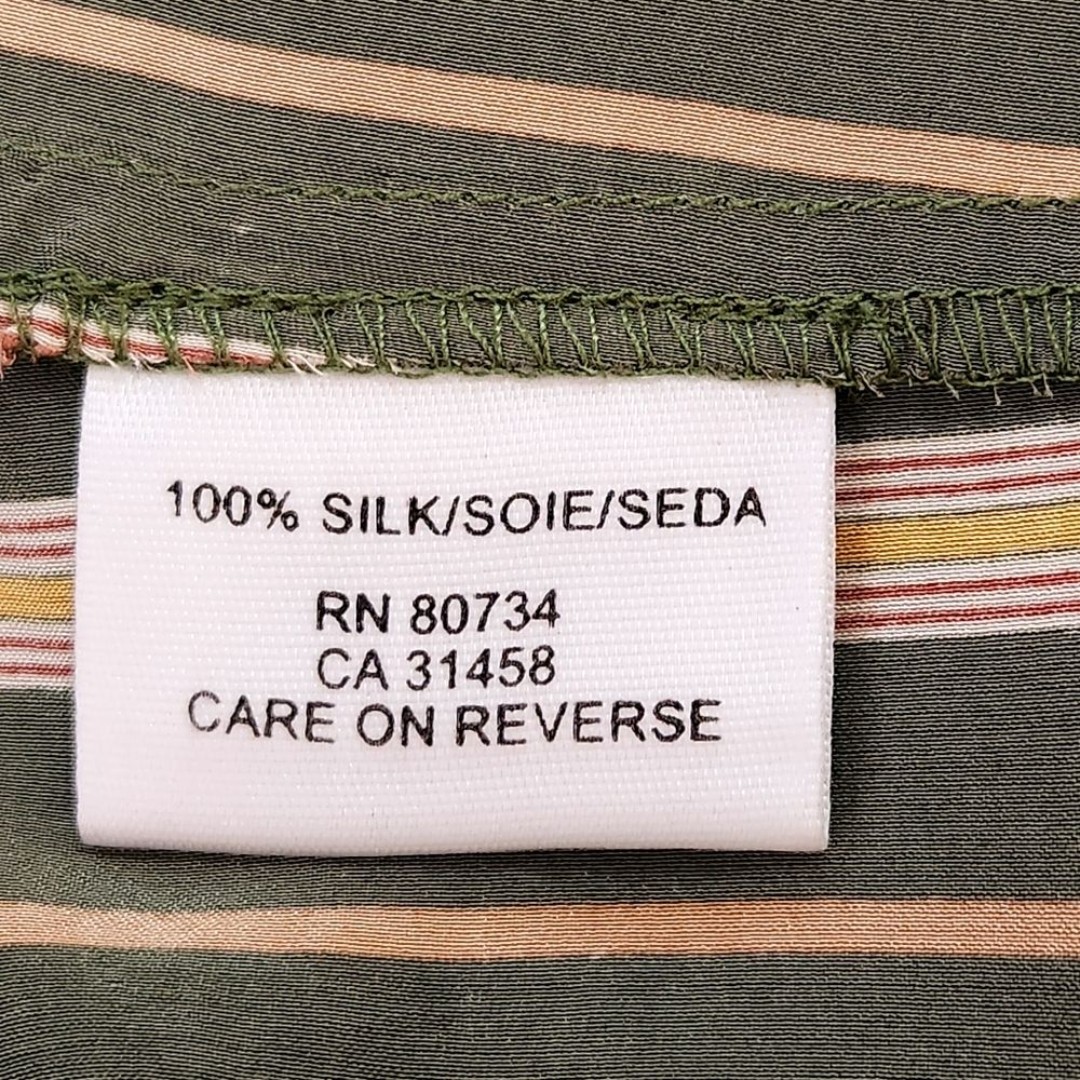 100% SILK/SOIE/SEDA
RN 80734
CA 31458
CARE ON REVERSE